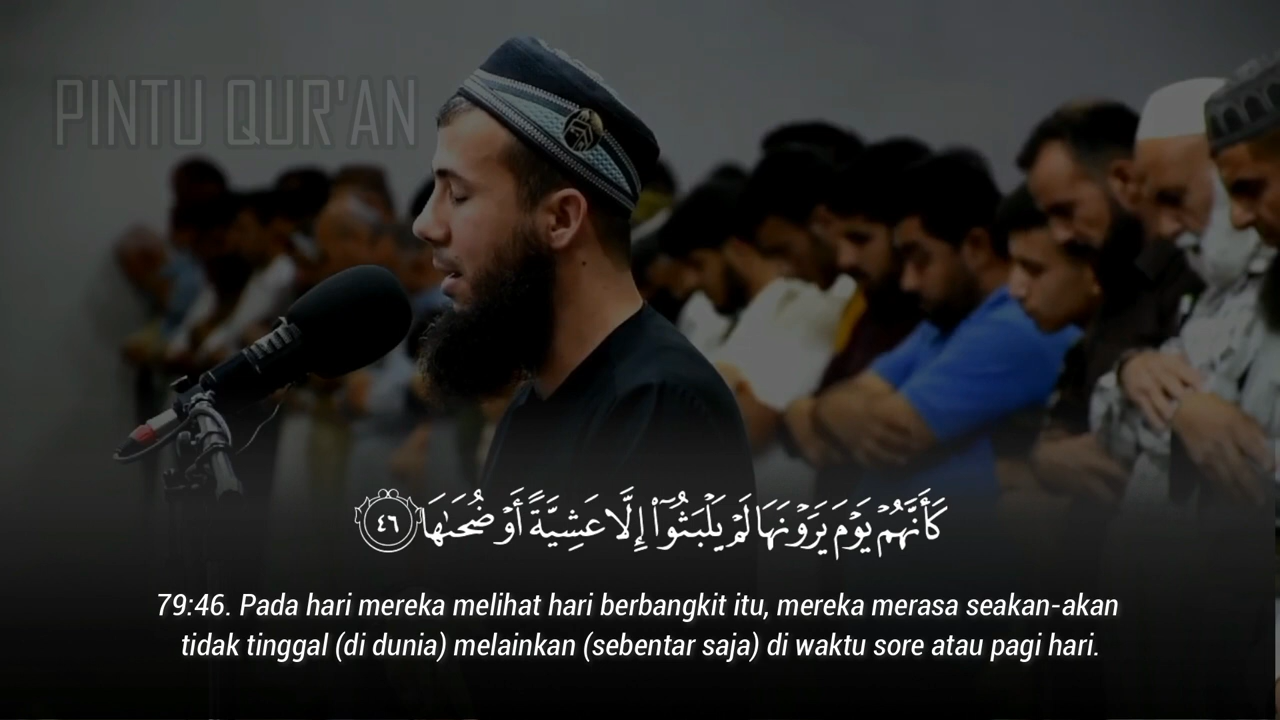 PINTU QUR'AN
كَأَنَّهُمْ يَوْمَ يَرَوْنَهَا لَمْ يَلْبَثُوٓا۟ إِلَّا عَشِيَّةً أَوْ ضُحَىٰهَا ٤٦
79:46. Pada hari mereka melihat hari berbangkit itu, mereka merasa seakan-akan
tidak tinggal (di dunia) melainkan (sebentar saja) di waktu sore atau pagi hari.